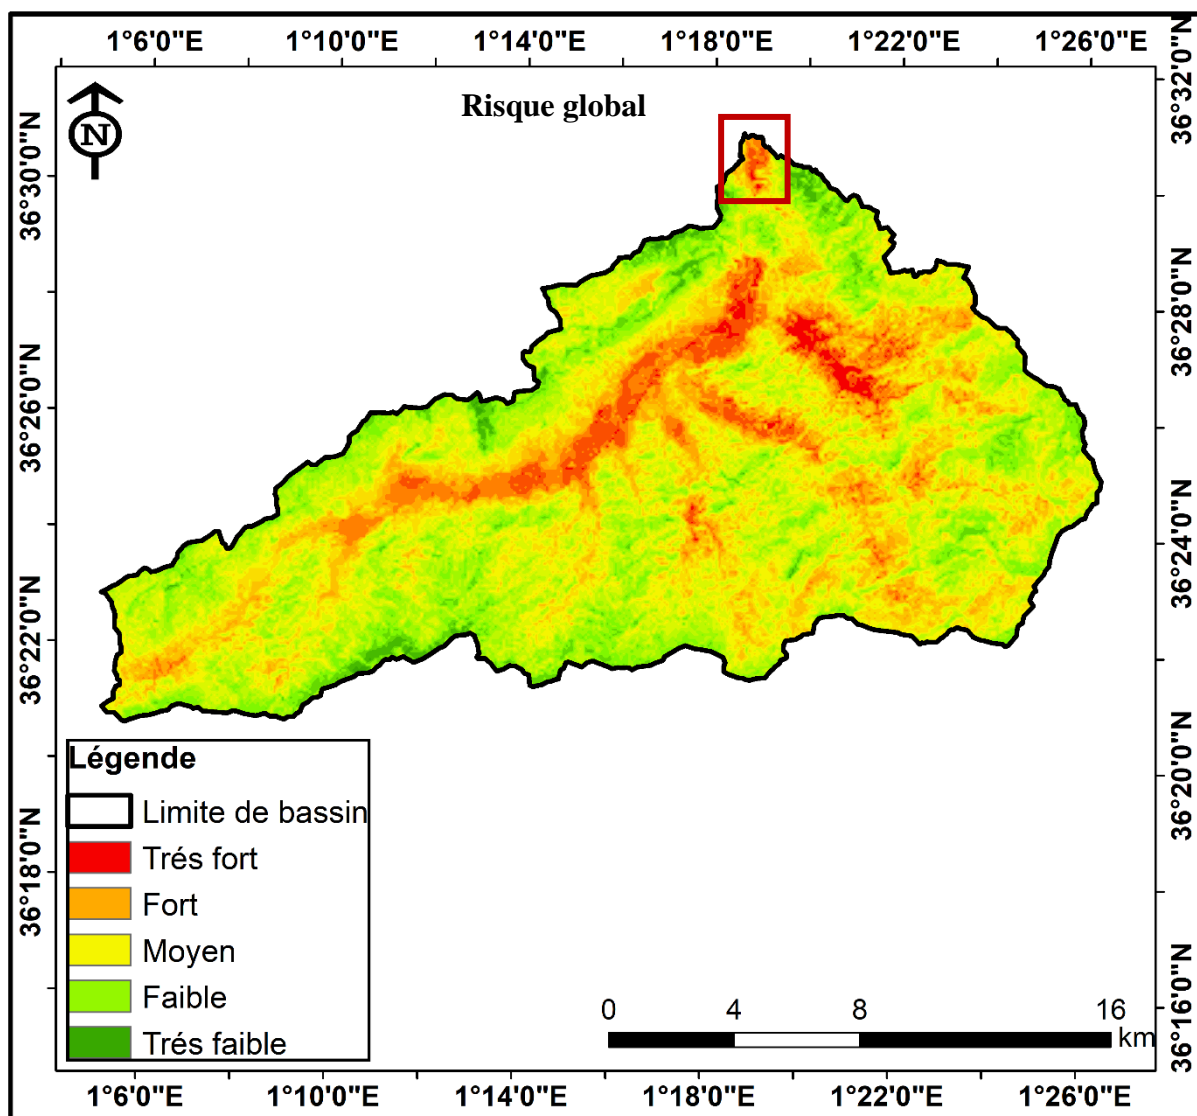 1°6'0"E 1°10'0"E 1°14'0"E 1°18'0"E 1°22'0"E 1°26'0"E
Risque global
N
36°30'0"N
36°26'0"N
36°22'0"N
36°18'0"N
36°32'0"N
36°28'0"N
36°24'0"N
36°20'0"N
36°16'0"N
Légende
Limite de bassin
Trés fort
Fort
Moyen
Faible
Trés faible
0 4 8 16
km
1°6'0"E 1°10'0"E 1°14'0"E 1°18'0"E 1°22'0"E 1°26'0"E